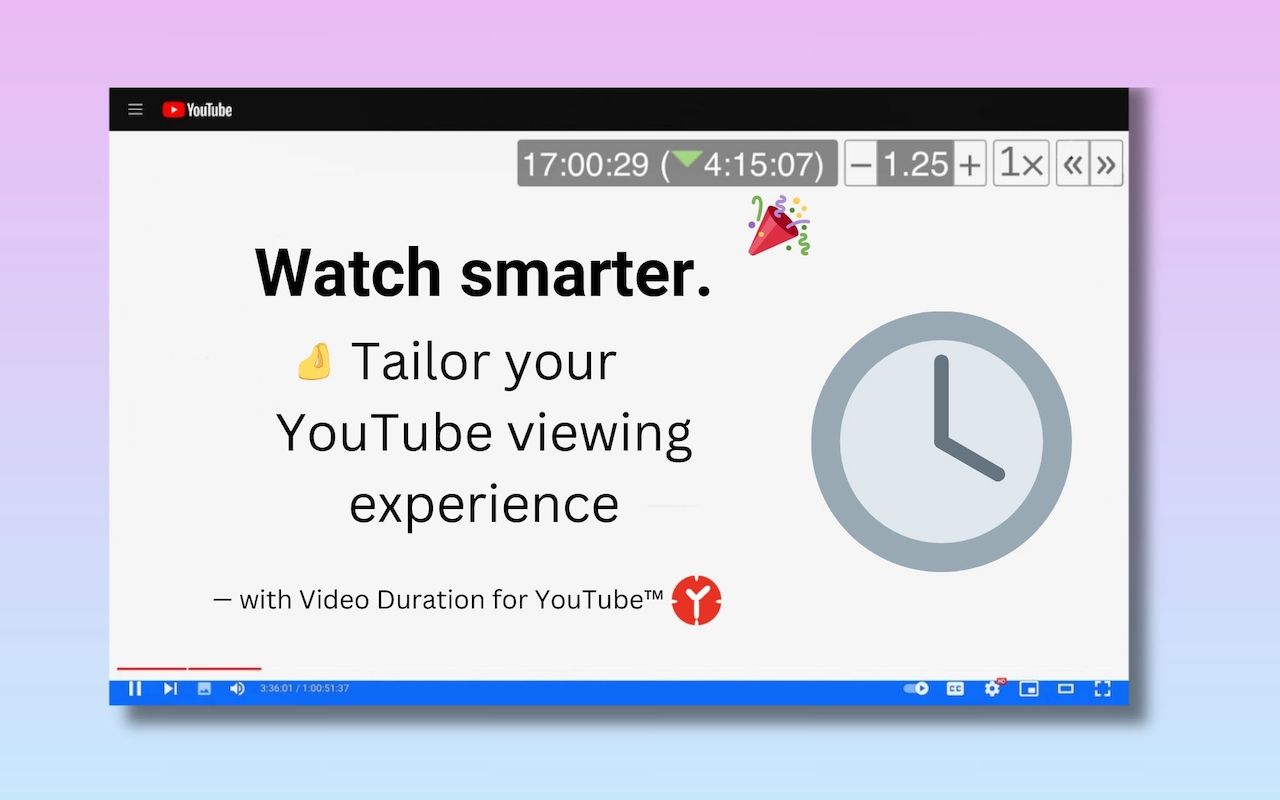 YouTube
17:00:29 (▼4:15:07) − 1.25 + 1× « »
Watch smarter.
Tailor your
YouTube viewing
experience
— with Video Duration for YouTube™
3:36:01 / 1:00:51:37
CC HD